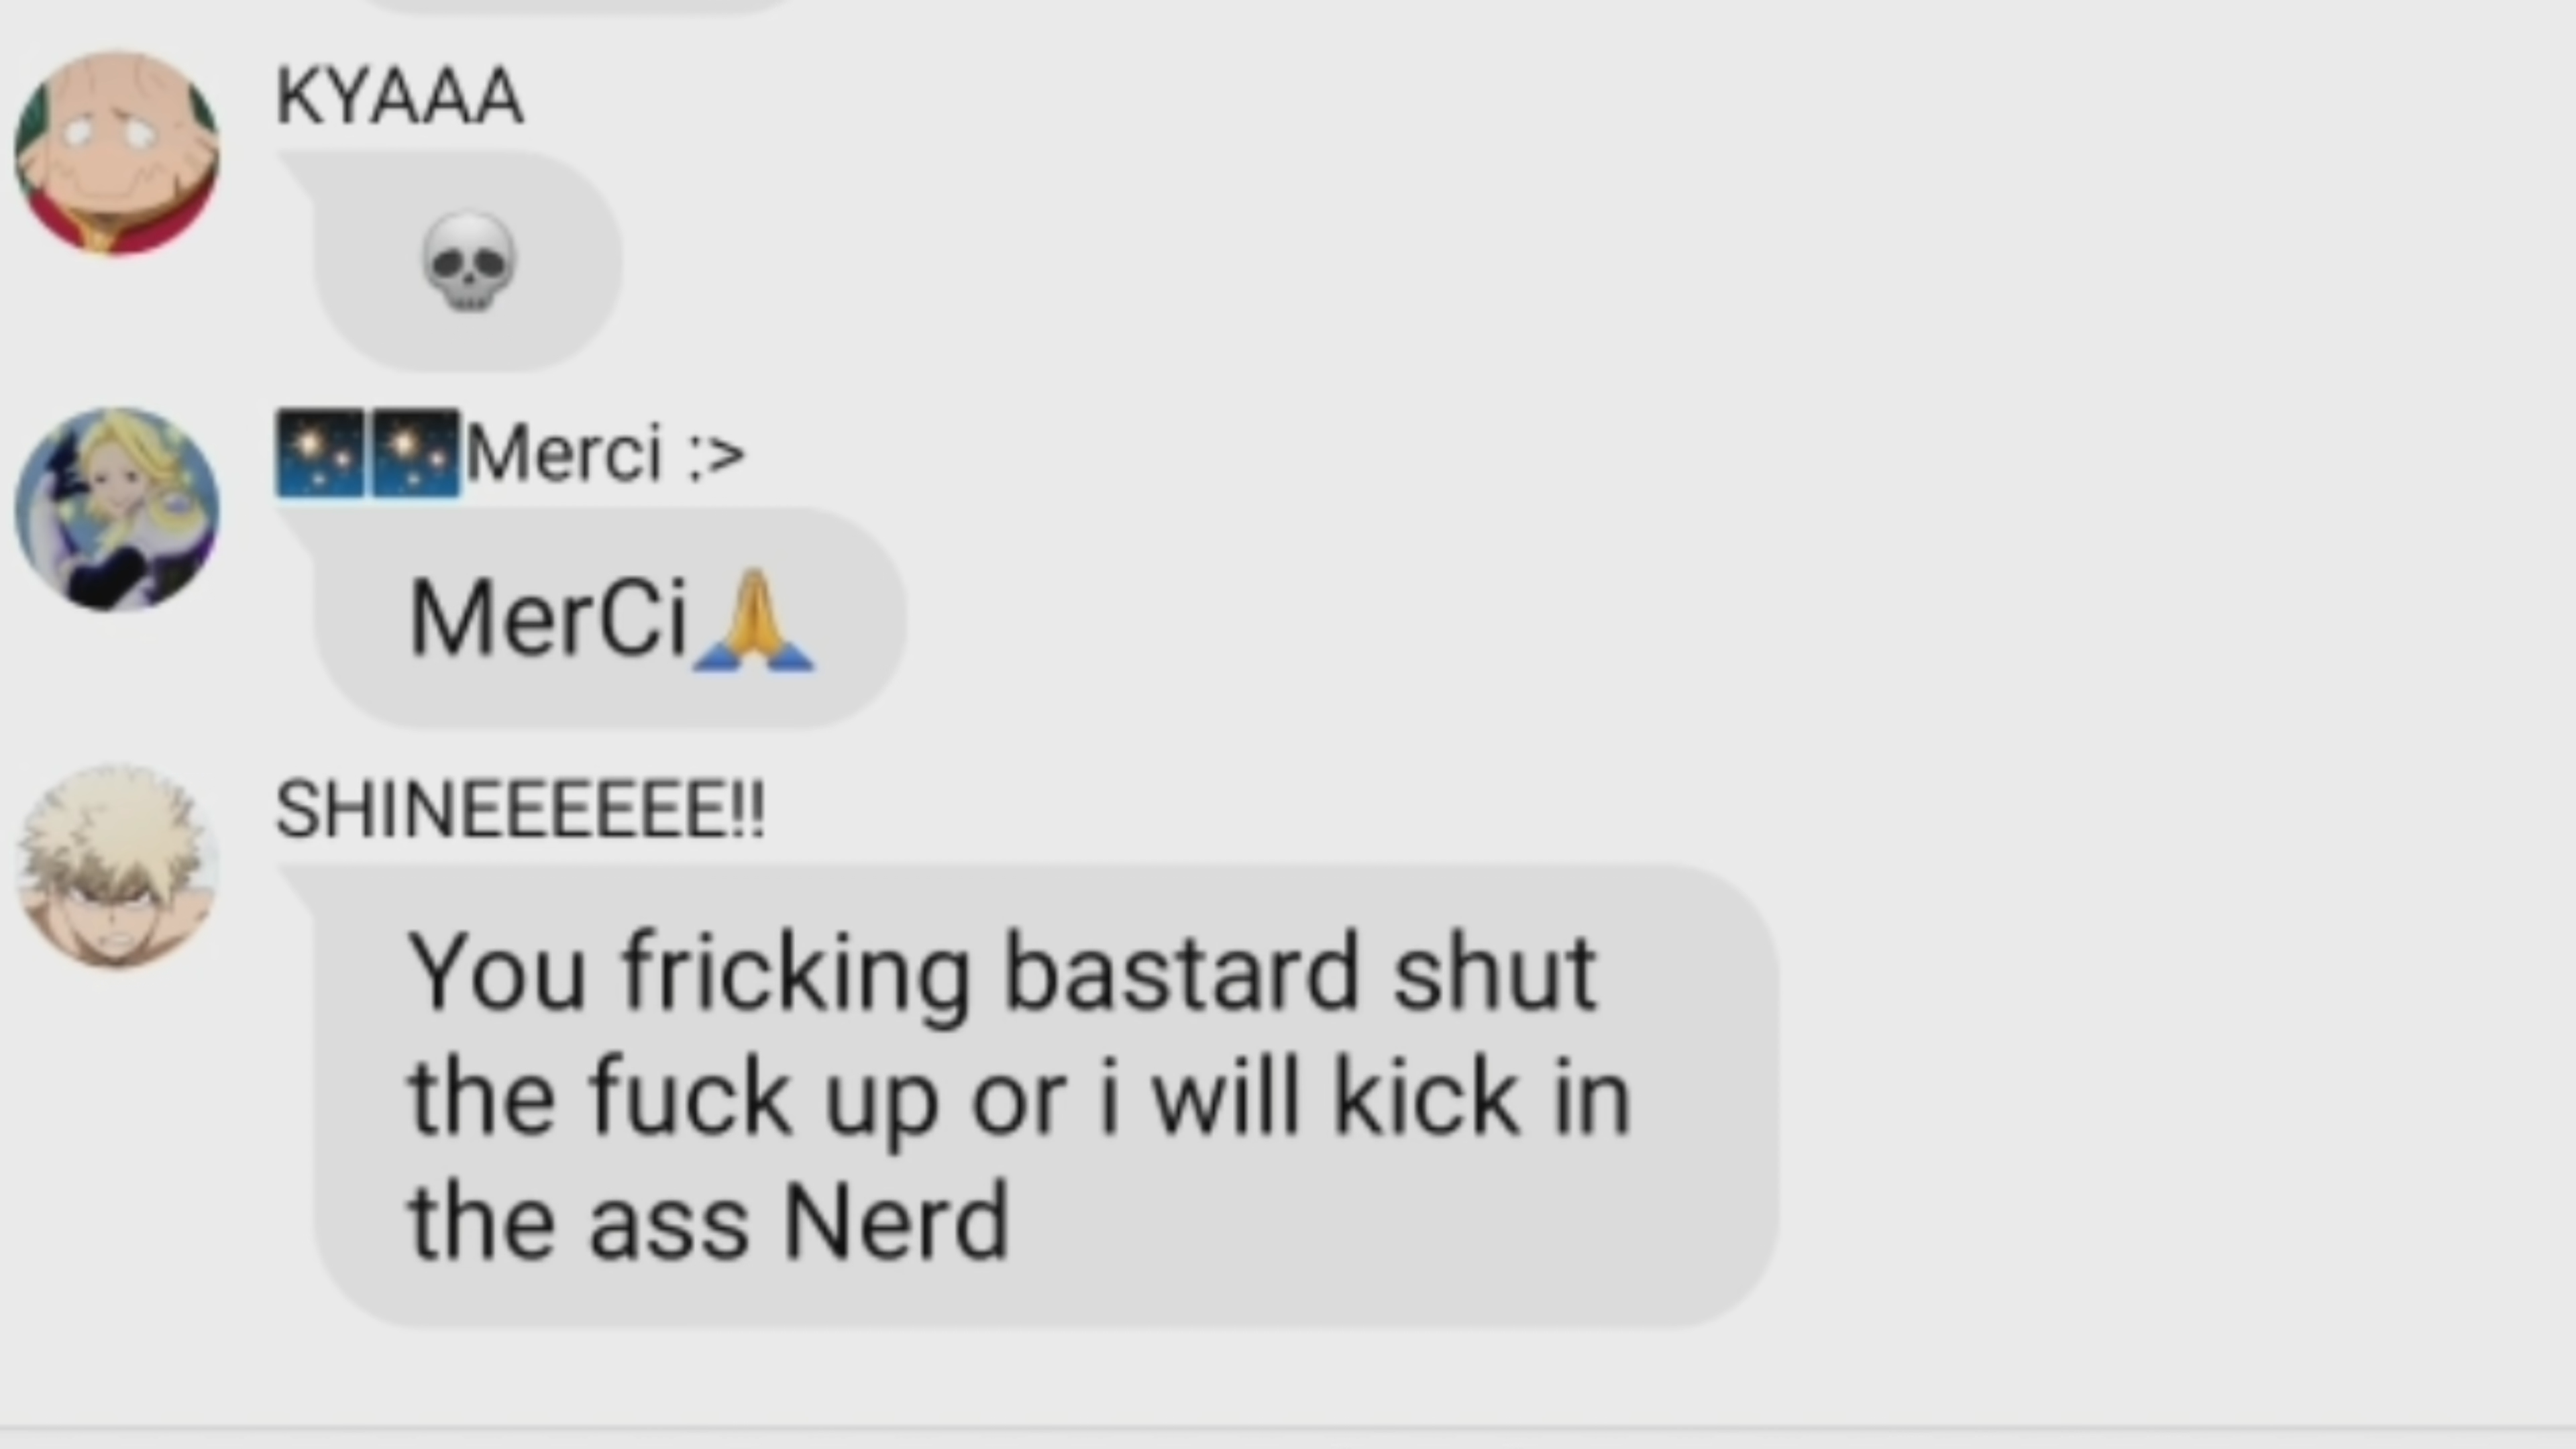 KYAAA
💀
🎇🎇Merci :>
MerCi🙏
SHINEEEEEE!!
You fricking bastard shut
the fuck up or i will kick in
the ass Nerd